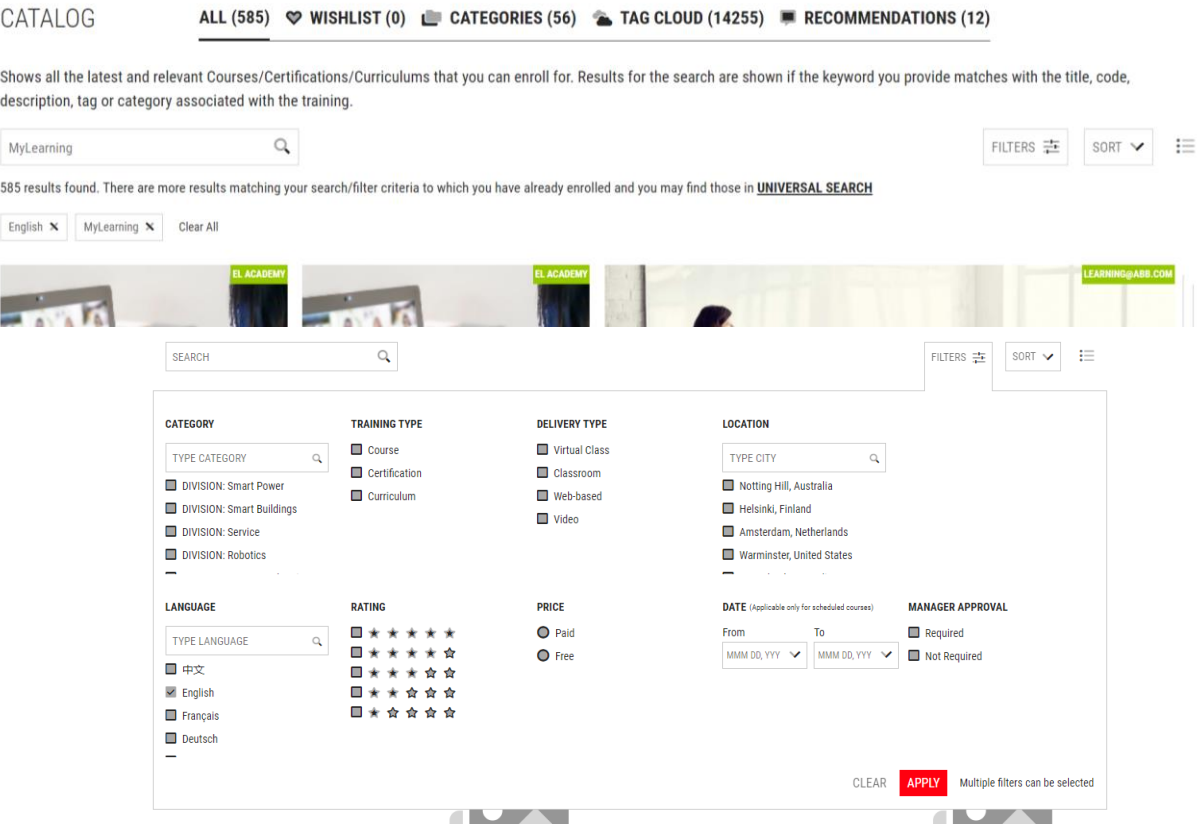 CATALOG
ALL (585) WISHLIST (0) CATEGORIES (56) TAG CLOUD (14255) RECOMMENDATIONS (12)
Shows all the latest and relevant Courses/Certifications/Curriculums that you can enroll for. Results for the search are shown if the keyword you provide matches with the title, code,
description, tag or category associated with the training.
MyLearning
FILTERS
SORT
585 results found. There are more results matching your search/filter criteria to which you have already enrolled and you may find those in UNIVERSAL SEARCH
English MyLearning Clear All
EL ACADEMY
EL ACADEMY
LEARNING@ABB.COM
SEARCH
FILTERS
SORT
CATEGORY
TYPE CATEGORY
DIVISION: Smart Power
DIVISION: Smart Buildings
DIVISION: Service
DIVISION: Robotics
TRAINING TYPE
Course
Certification
Curriculum
DELIVERY TYPE
Virtual Class
Classroom
Web-based
Video
LOCATION
TYPE CITY
Notting Hill, Australia
Helsinki, Finland
Amsterdam, Netherlands
Warminster, United States
LANGUAGE
TYPE LANGUAGE
中文
English
Français
Deutsch
RATING
PRICE
Paid
Free
DATE (Applicable only for scheduled courses)
From To
MMM DD, YYY MMM DD, YYY
MANAGER APPROVAL
Required
Not Required
CLEAR APPLY Multiple filters can be selected